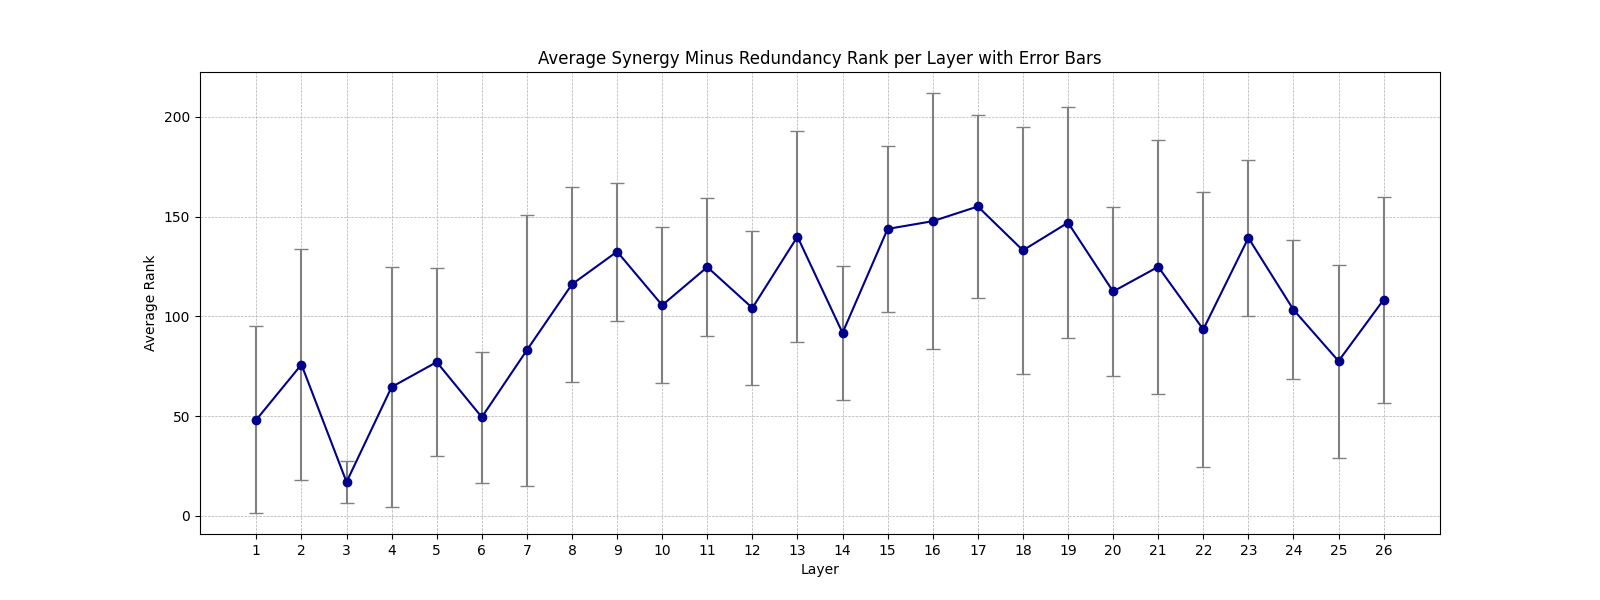 Average Synergy Minus Redundancy Rank per Layer with Error Bars
200
150
100
50
0
Average Rank
1 2 3 4 5 6 7 8 9 10 11 12 13 14 15 16 17 18 19 20 21 22 23 24 25 26
Layer